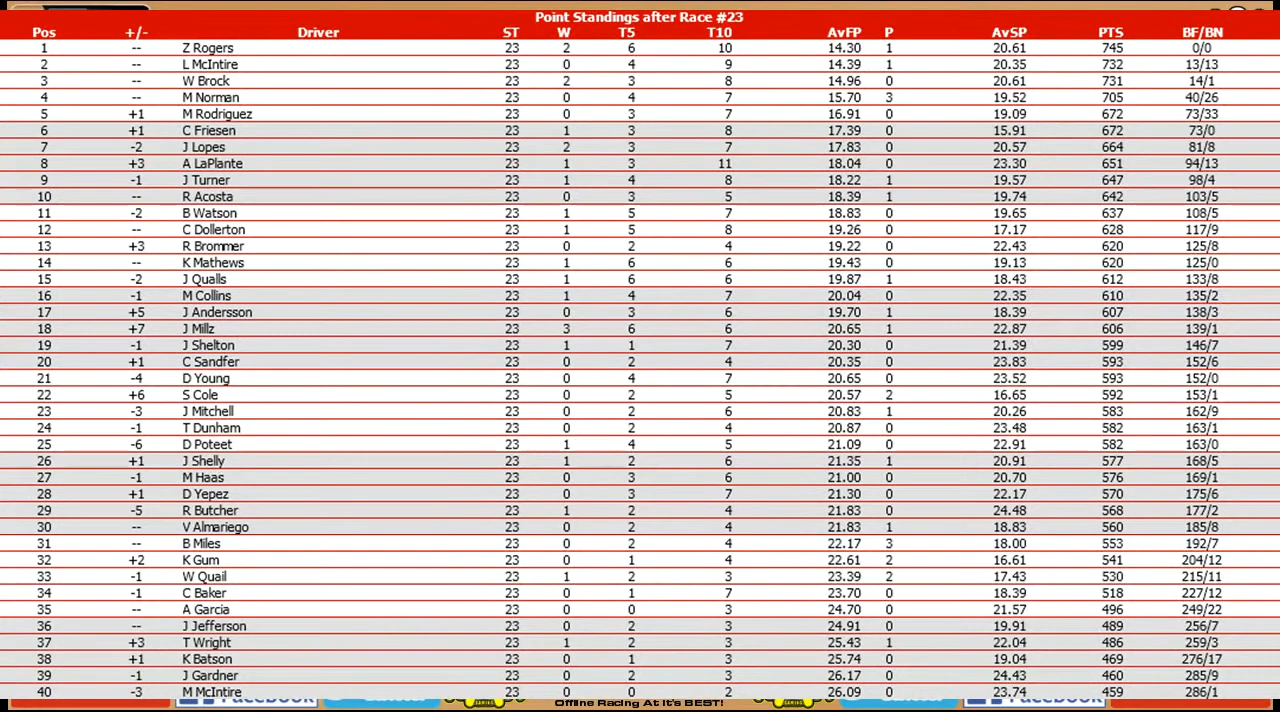 Point Standings after Race #23
Pos +/- Driver ST W T5 T10 AvFP P AvSP PTS BF/BN
1 -- Z Rogers 23 2 6 10 14.30 1 20.61 745 0/0
2 -- L McIntire 23 0 4 9 14.39 1 20.35 732 13/13
3 -- W Brock 23 2 3 8 14.96 0 20.61 731 14/1
4 -- M Norman 23 0 4 7 15.70 3 19.52 705 40/26
5 +1 M Rodriguez 23 0 3 7 16.91 0 19.09 672 73/33
6 +1 C Friesen 23 1 3 8 17.39 0 15.91 672 73/0
7 -2 J Lopes 23 2 3 7 17.83 0 20.57 664 81/8
8 +3 A LaPlante 23 1 3 11 18.04 0 23.30 651 94/13
9 -1 J Turner 23 1 4 8 18.22 1 19.57 647 98/4
10 -- R Acosta 23 0 3 5 18.39 1 19.74 642 103/5
11 -2 B Watson 23 1 5 7 18.83 0 19.65 637 108/5
12 -- C Dollerton 23 1 5 8 19.26 0 17.17 628 117/9
13 +3 R Brommer 23 0 2 4 19.22 0 22.43 620 125/8
14 -- K Mathews 23 1 6 6 19.43 0 19.13 620 125/0
15 -2 J Qualls 23 1 6 6 19.87 1 18.43 612 133/8
16 -1 M Collins 23 1 4 7 20.04 0 22.35 610 135/2
17 +5 J Andersson 23 0 3 6 19.70 1 18.39 607 138/3
18 +7 J Millz 23 3 6 6 20.65 1 22.87 606 139/1
19 -1 J Shelton 23 1 1 7 20.30 0 21.39 599 146/7
20 +1 C Sandfer 23 0 2 4 20.35 0 23.83 593 152/6
21 -4 D Young 23 0 4 7 20.65 0 23.52 593 152/0
22 +6 S Cole 23 0 2 5 20.57 2 16.65 592 153/1
23 -3 J Mitchell 23 0 2 6 20.83 1 20.26 583 162/9
24 -1 T Dunham 23 0 2 4 20.87 0 23.48 582 163/1
25 -6 D Poteet 23 1 4 5 21.09 0 22.91 582 163/0
26 +1 J Shelly 23 1 2 6 21.35 1 20.91 577 168/5
27 -1 M Haas 23 0 3 6 21.00 0 20.70 576 169/1
28 +1 D Yepez 23 0 3 7 21.30 0 22.17 570 175/6
29 -5 R Butcher 23 1 2 4 21.83 0 24.48 568 177/2
30 -- V Almariego 23 0 2 4 21.83 1 18.83 560 185/8
31 -- B Miles 23 0 2 4 22.17 3 18.00 553 192/7
32 +2 K Gum 23 0 1 4 22.61 2 16.61 541 204/12
33 -1 W Quail 23 1 2 3 23.39 2 17.43 530 215/11
34 -1 C Baker 23 0 1 7 23.70 0 18.39 518 227/12
35 -- A Garcia 23 0 0 3 24.70 0 21.57 496 249/22
36 -- J Jefferson 23 0 2 3 24.91 0 19.91 489 256/7
37 +3 T Wright 23 1 2 3 25.43 1 22.04 486 259/3
38 +1 K Batson 23 0 1 3 25.74 0 19.04 469 276/17
39 -1 J Gardner 23 0 2 3 26.17 0 24.43 460 285/9
40 -3 M McIntire 23 0 0 2 26.09 0 23.74 459 286/1
Offline Racing At It's BEST!